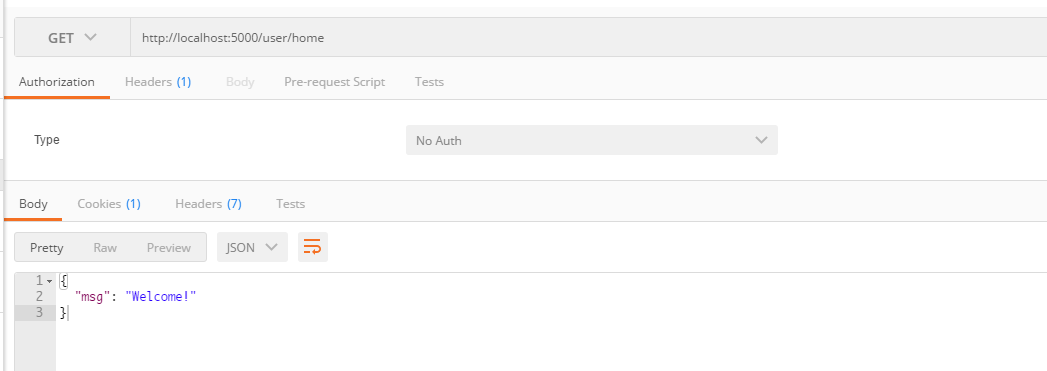 GET http://localhost:5000/user/home
Authorization Headers (1) Body Pre-request Script Tests
Type No Auth
Body Cookies (1) Headers (7) Tests
Pretty Raw Preview JSON
1 {
2 "msg": "Welcome!"
3 }